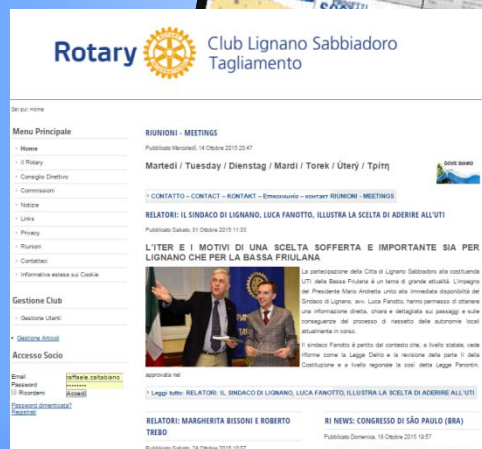 Rotary
Club Lignano Sabbiadoro
Tagliamento
Sei qui: Home
Menu Principale
Home
Il Rotary
Consiglio Direttivo
Commissioni
Notizie
Links
Privacy
Riunioni
Contattaci
Informativa estesa sui Cookie
Gestione Club
Gestione Utenti
Gestione Articoli
Accesso Socio
Email raffaele.caltabiano
Password ********
Ricordami Accedi
Password dimenticata?
Registrati
RIUNIONI - MEETINGS
Pubblicato Mercoledì, 14 Ottobre 2015 20:47
Martedì / Tuesday / Dienstag / Mardi / Torek / Úterý / Τρίτη
DOVE SIAMO
CONTATTO – CONTACT – KONTAKT – Επικοινωνία – контакт RIUNIONI - MEETINGS
RELATORI: IL SINDACO DI LIGNANO, LUCA FANOTTO, ILLUSTRA LA SCELTA DI ADERIRE ALL'UTI
Pubblicato Sabato, 31 Ottobre 2015 11:33
L'ITER E I MOTIVI DI UNA SCELTA SOFFERTA E IMPORTANTE SIA PER
LIGNANO CHE PER LA BASSA FRIULANA
La partecipazione della Città di Lignano Sabbiadoro alla costituenda
UTI della Bassa Friulana è un tema di grande attualità. L'impegno
del Presidente Mario Andretta unito alla immediata disponibilità del
Sindaco di Lignano, avv. Luca Fanotto, hanno permesso di ottenere
una informazione diretta, chiara e dettagliata sui passaggi e sulle
conseguenze del processo di riassetto delle autonomie locali
attualmente in corso.
Il sindaco Fanotto è partito dal contesto che, a livello statale, vede
riforme come la Legge Delrio e la revisione della parte II della
Costituzione e a livello regionale la così detta Legge Panontin,
approvata nel
Leggi tutto: RELATORI: IL SINDACO DI LIGNANO, LUCA FANOTTO, ILLUSTRA LA SCELTA DI ADERIRE ALL'UTI
RELATORI: MARGHERITA BISSONI E ROBERTO
TREBO
Pubblicato Sabato, 24 Ottobre 2015 10:57
RI NEWS: CONGRESSO DI SÃO PAULO (BRA)
Pubblicato Domenica, 18 Ottobre 2015 19:57